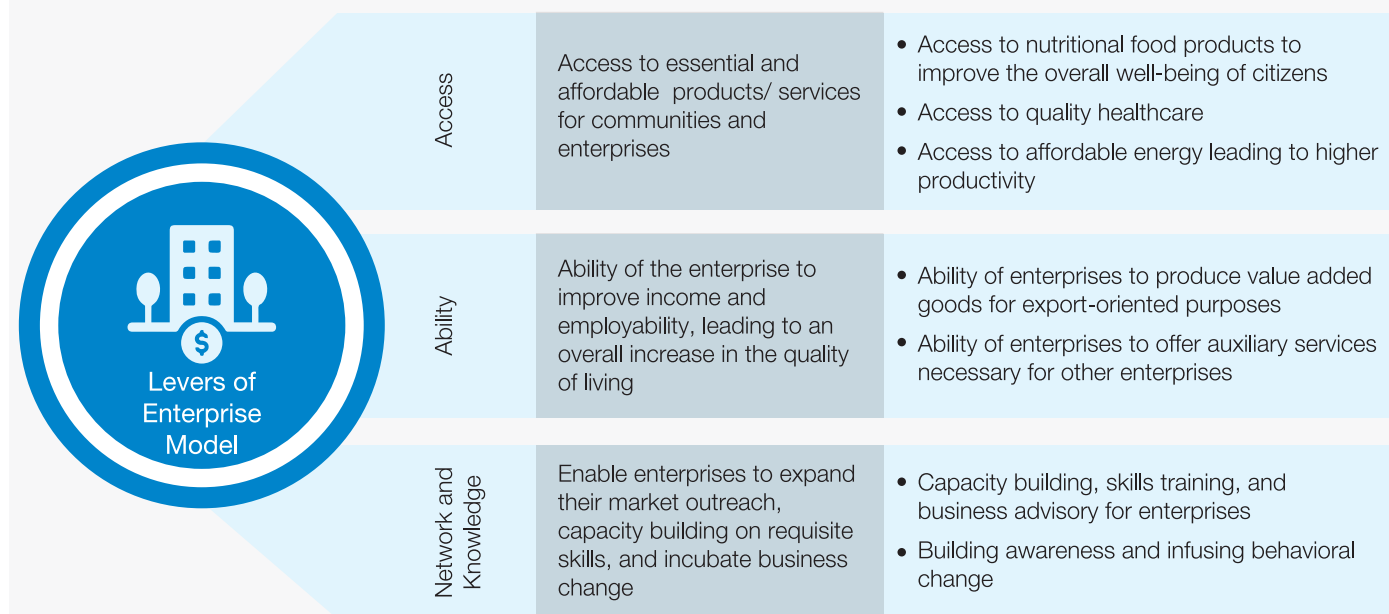 Levers of
Enterprise
Model
$
Access
Access to essential and
affordable products/ services
for communities and
enterprises
• Access to nutritional food products to
improve the overall well-being of citizens
• Access to quality healthcare
• Access to affordable energy leading to higher
productivity
Ability
Ability of the enterprise to
improve income and
employability, leading to an
overall increase in the quality
of living
• Ability of enterprises to produce value added
goods for export-oriented purposes
• Ability of enterprises to offer auxiliary services
necessary for other enterprises
Network and
Knowledge
Enable enterprises to expand
their market outreach,
capacity building on requisite
skills, and incubate business
change
• Capacity building, skills training, and
business advisory for enterprises
• Building awareness and infusing behavioral
change